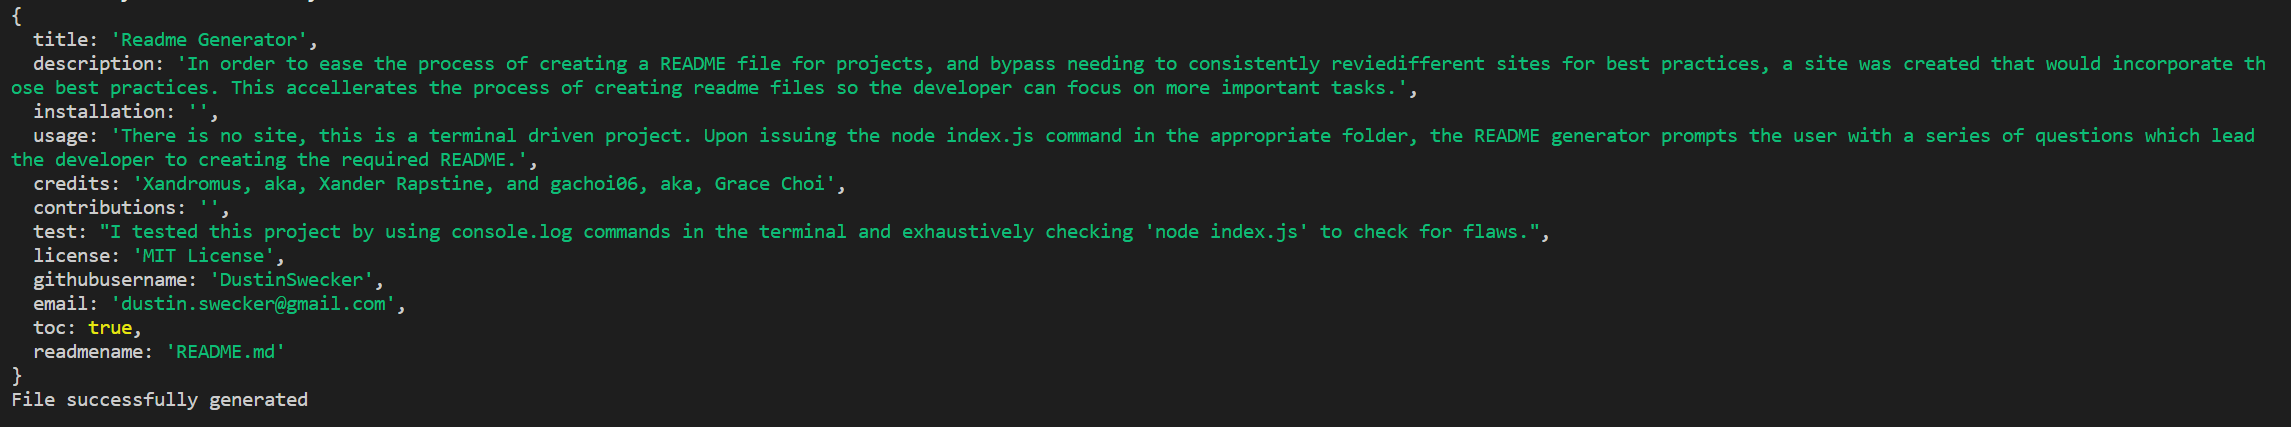 {
  title: 'Readme Generator',
  description: 'In order to ease the process of creating a README file for projects, and bypass needing to consistently reviedifferent sites for best practices, a site was created that would incorporate th
ose best practices. This accellerates the process of creating readme files so the developer can focus on more important tasks.',
  installation: '',
  usage: 'There is no site, this is a terminal driven project. Upon issuing the node index.js command in the appropriate folder, the README generator prompts the user with a series of questions which lead
the developer to creating the required README.',
  credits: 'Xandromus, aka, Xander Rapstine, and gachoi06, aka, Grace Choi',
  contributions: '',
  test: "I tested this project by using console.log commands in the terminal and exhaustively checking 'node index.js' to check for flaws.",
  license: 'MIT License',
  githubusername: 'DustinSwecker',
  email: 'dustin.swecker@gmail.com',
  toc: true,
  readmename: 'README.md'
}
File successfully generated